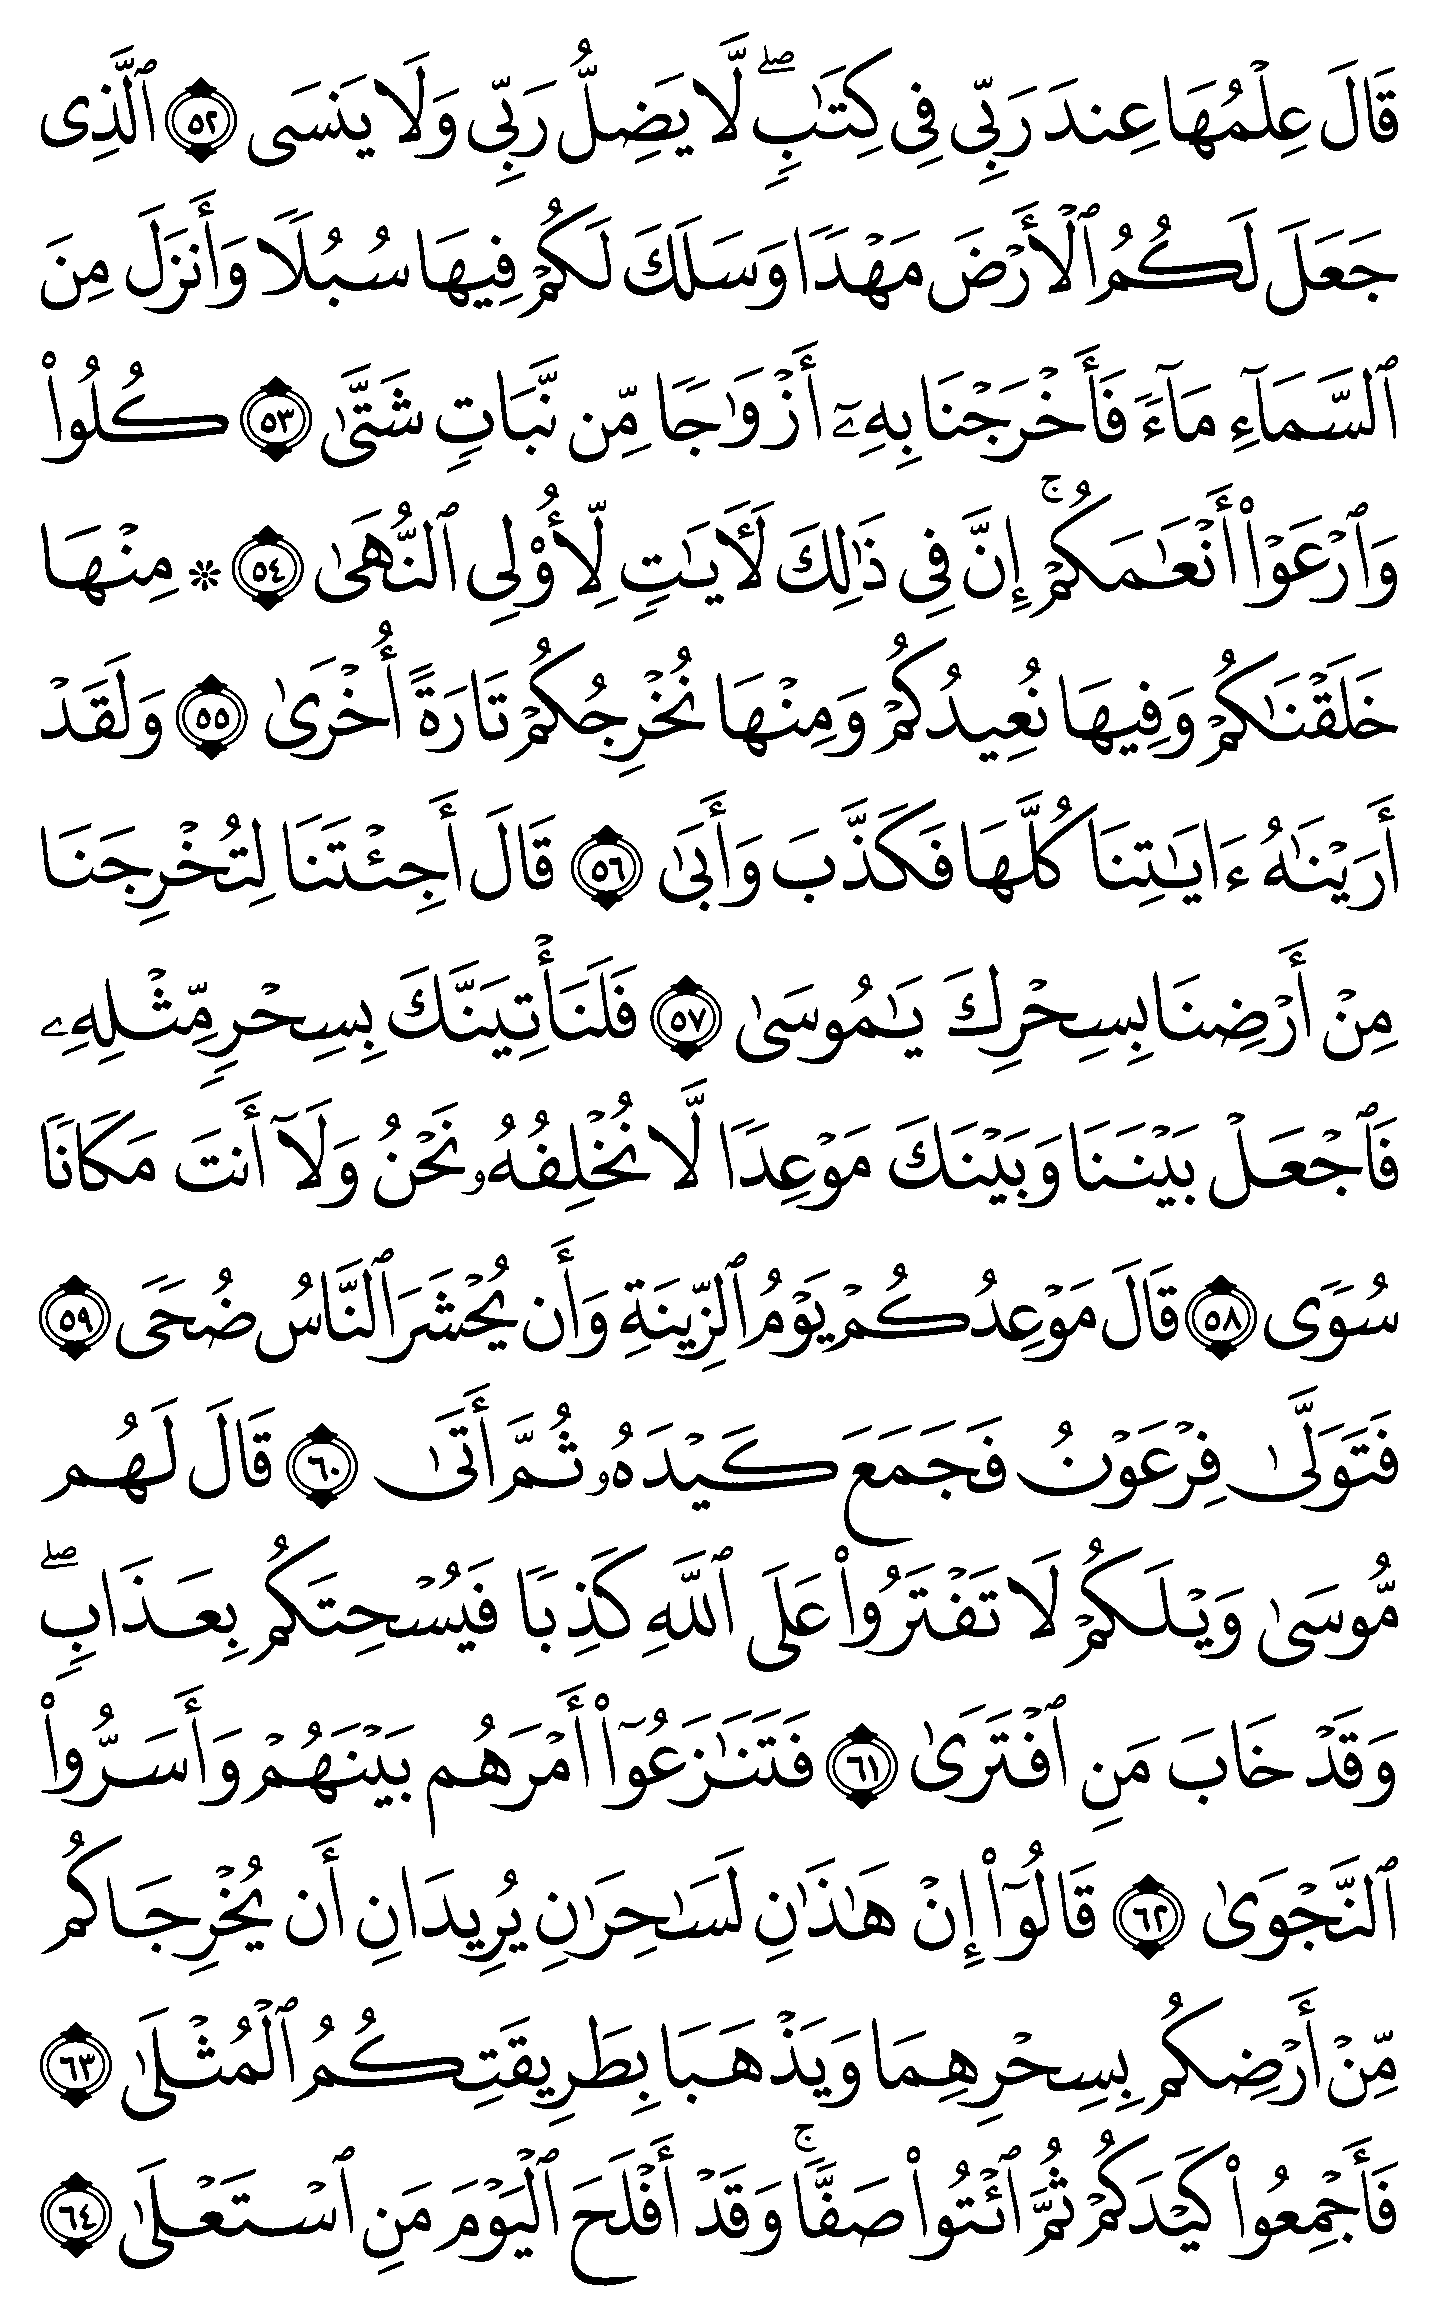 قَالَ عِلْمُهَا عِندَ رَبِّى فِى كِتَٰبٍۖ لَّا يَضِلُّ رَبِّى وَلَا يَنسَى ٥٢ ٱلَّذِى
جَعَلَ لَكُمُ ٱلْأَرْضَ مَهْدًا وَسَلَكَ لَكُمْ فِيهَا سُبُلًا وَأَنزَلَ مِنَ
ٱلسَّمَآءِ مَآءً فَأَخْرَجْنَا بِهِۦٓ أَزْوَٰجًا مِّن نَّبَاتٍ شَتَّىٰ ٥٣ كُلُوا۟
وَٱرْعَوْا۟ أَنْعَٰمَكُمْۚ إِنَّ فِى ذَٰلِكَ لَءَايَٰتٍ لِّأُو۟لِى ٱلنُّهَىٰ ٥٤ ۞ مِنْهَا
خَلَقْنَٰكُمْ وَفِيهَا نُعِيدُكُمْ وَمِنْهَا نُخْرِجُكُمْ تَارَةً أُخْرَىٰ ٥٥ وَلَقَدْ
أَرَيْنَٰهُ ءَايَٰتِنَا كُلَّهَا فَكَذَّبَ وَأَبَىٰ ٥٦ قَالَ أَجِئْتَنَا لِتُخْرِجَنَا
مِنْ أَرْضِنَا بِسِحْرِكَ يَٰمُوسَىٰ ٥٧ فَلَنَأْتِيَنَّكَ بِسِحْرٍ مِّثْلِهِۦ
فَٱجْعَلْ بَيْنَنَا وَبَيْنَكَ مَوْعِدًا لَّا نُخْلِفُهُۥ نَحْنُ وَلَآ أَنتَ مَكَانًا
سُوًى ٥٨ قَالَ مَوْعِدُكُمْ يَوْمُ ٱلزِّينَةِ وَأَن يُحْشَرَ ٱلنَّاسُ ضُحًى ٥٩
فَتَوَلَّىٰ فِرْعَوْنُ فَجَمَعَ كَيْدَهُۥ ثُمَّ أَتَىٰ ٦٠ قَالَ لَهُم
مُّوسَىٰ وَيْلَكُمْ لَا تَفْتَرُوا۟ عَلَى ٱللَّهِ كَذِبًا فَيُسْحِتَكُم بِعَذَابٍۖ
وَقَدْ خَابَ مَنِ ٱفْتَرَىٰ ٦١ فَتَنَٰزَعُوٓا۟ أَمْرَهُم بَيْنَهُمْ وَأَسَرُّوا۟
ٱلنَّجْوَىٰ ٦٢ قَالُوٓا۟ إِنْ هَٰذَٰنِ لَسَٰحِرَٰنِ يُرِيدَانِ أَن يُخْرِجَاكُم
مِّنْ أَرْضِكُم بِسِحْرِهِمَا وَيَذْهَبَا بِطَرِيقَتِكُمُ ٱلْمُثْلَىٰ ٦٣
فَأَجْمِعُوا۟ كَيْدَكُمْ ثُمَّ ٱئْتُوا۟ صَفًّاۚ وَقَدْ أَفْلَحَ ٱلْيَوْمَ مَنِ ٱسْتَعْلَىٰ ٦٤